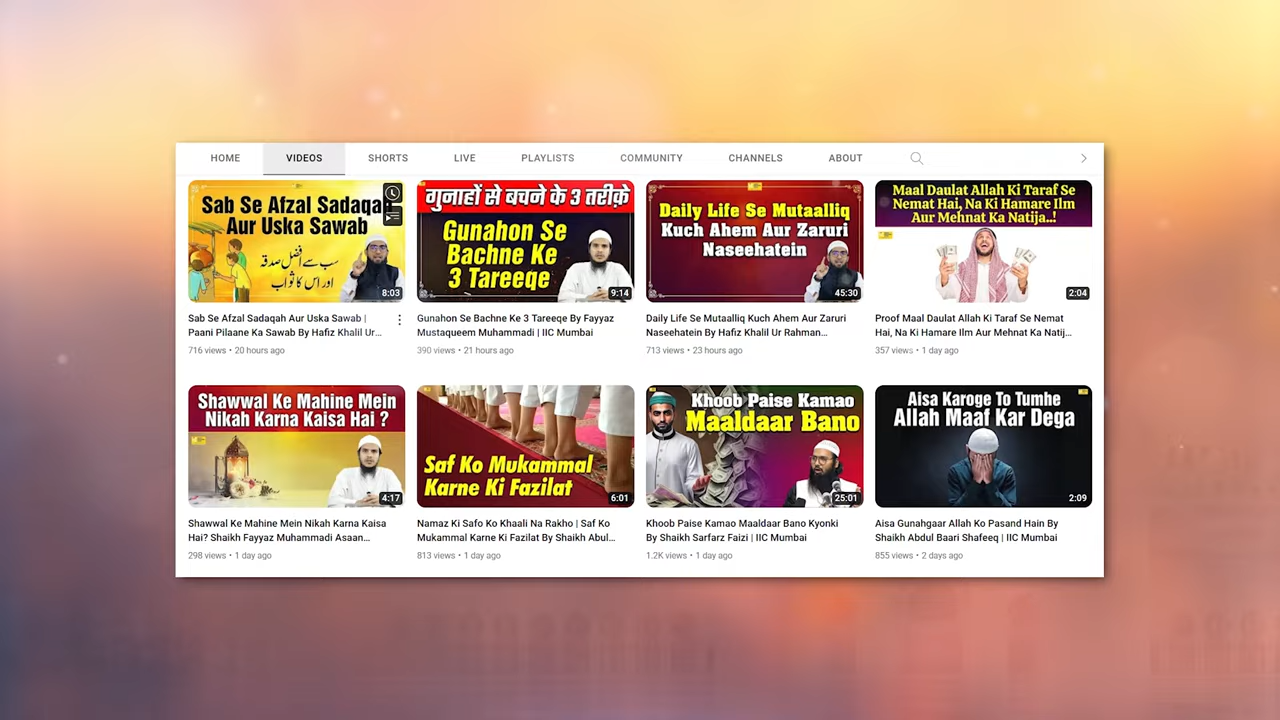 HOME
VIDEOS
SHORTS
LIVE
PLAYLISTS
COMMUNITY
CHANNELS
ABOUT
Sab Se Afzal Sadaqah
Aur Uska Sawab
سب سے افضل صدقہ
اور اس کا ثواب
8:03
Sab Se Afzal Sadaqah Aur Uska Sawab |
Paani Pilaane Ka Sawab By Hafiz Khalil Ur...
716 views • 20 hours ago
गुनाहों से बचने के 3 तरीक़े
Gunahon Se
Bachne Ke
3 Tareeqe
9:14
Gunahon Se Bachne Ke 3 Tareeqe By Fayyaz
Mustaqueem Muhammadi | IIC Mumbai
390 views • 21 hours ago
Daily Life Se Mutaalliq
Kuch Ahem Aur Zaruri
Naseehatein
45:30
Daily Life Se Mutaalliq Kuch Ahem Aur Zaruri
Naseehatein By Hafiz Khalil Ur Rahman...
713 views • 23 hours ago
Maal Daulat Allah Ki Taraf Se
Nemat Hai, Na Ki Hamare Ilm
Aur Mehnat Ka Natija..!
2:04
Proof Maal Daulat Allah Ki Taraf Se Nemat
Hai, Na Ki Hamare Ilm Aur Mehnat Ka Natij...
357 views • 1 day ago
Shawwal Ke Mahine Mein
Nikah Karna Kaisa Hai ?
4:17
Shawwal Ke Mahine Mein Nikah Karna Kaisa
Hai? Shaikh Fayyaz Muhammadi Asaan...
298 views • 1 day ago
Saf Ko Mukammal
Karne Ki Fazilat
6:01
Namaz Ki Safo Ko Khaali Na Rakho | Saf Ko
Mukammal Karne Ki Fazilat By Shaikh Abul...
813 views • 1 day ago
Khoob Paise Kamao
Maaldaar Bano
25:01
Khoob Paise Kamao Maaldaar Bano Kyonki
By Shaikh Sarfarz Faizi | IIC Mumbai
1.2K views • 1 day ago
Aisa Karoge To Tumhe
Allah Maaf Kar Dega
2:09
Aisa Gunahgaar Allah Ko Pasand Hain By
Shaikh Abdul Baari Shafeeq | IIC Mumbai
855 views • 2 days ago